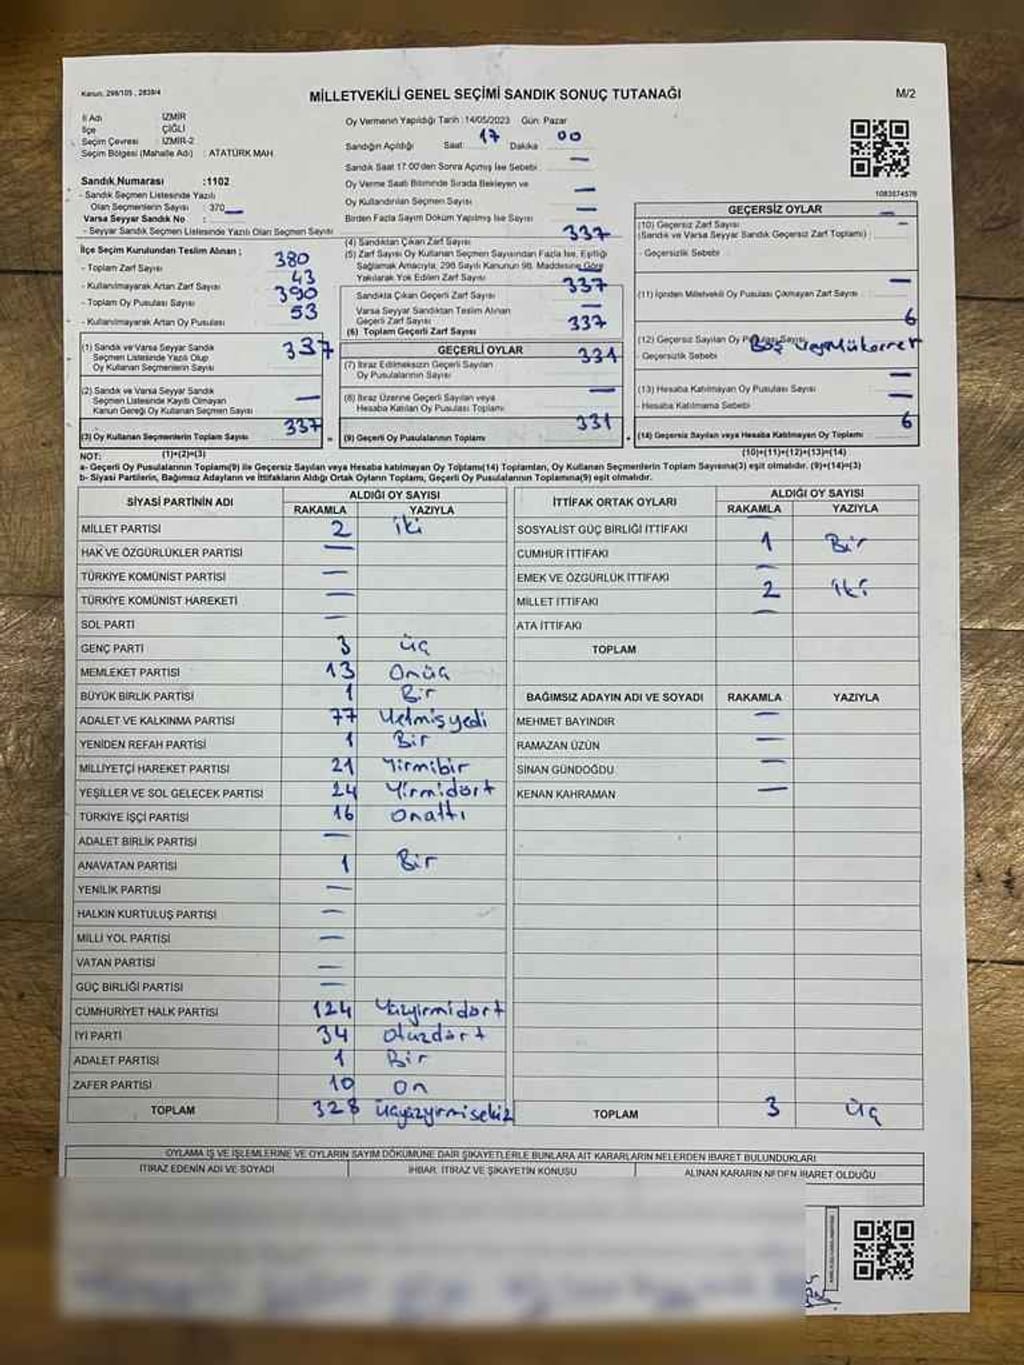 Kanun, 298/105 , 2839/4
MİLLETVEKİLİ GENEL SEÇİMİ SANDIK SONUÇ TUTANAĞI
M/2
İl Adı : İZMİR
İlçe : ÇİĞLİ
Seçim Çevresi : İZMİR-2
Seçim Bölgesi (Mahalle Adı) : ATATÜRK MAH
Sandık Numarası :1102
- Sandık Seçmen Listesinde Yazılı
Olan Seçmenlerin Sayısı : 370
Varsa Seyyar Sandık No :
- Seyyar Sandık Seçmen Listesinde Yazılı Olan Seçmen Sayısı
Oy Vermenin Yapıldığı Tarih : 14/05/2023 Gün: Pazar
Sandığın Açıldığı Saat: 17 Dakika 00
Sandık Saat 17:00'den Sonra Açılmış İse Sebebi : —
Oy Verme Saati Bitiminde Sırada Bekleyen ve
Oy Kullandırılan Seçmen Sayısı —
Birden Fazla Sayım Döküm Yapılmış İse Sayısı —
1083574576
İlçe Seçim Kurulundan Teslim Alınan ;
- Toplam Zarf Sayısı 380
- Kullanılmayarak Artan Zarf Sayısı 43
- Toplam Oy Pusulası Sayısı 390
- Kullanılmayarak Artan Oy Pusulası 53
(1) Sandık ve Varsa Seyyar Sandık
Seçmen Listesinde Yazılı Olup
Oy Kullanan Seçmenlerin Sayısı 337
(2) Sandık ve Varsa Seyyar Sandık
Seçmen Listesinde Kayıtlı Olmayan
Kanun Gereği Oy Kullanan Seçmen Sayısı —
(3) Oy Kullanan Seçmenlerin Toplam Sayısı 337
(1)+(2)=(3)
(4) Sandıktan Çıkan Zarf Sayısı 337
(5) Zarf Sayısı Oy Kullanan Seçmen Sayısından Fazla İse, Eşitliği
Sağlamak Amacıyla, 298 Sayılı Kanunun 98. Maddesine Göre
Yakılarak Yok Edilen Zarf Sayısı —
Sandıkta Çıkan Geçerli Zarf Sayısı 337
Varsa Seyyar Sandıktan Teslim Alınan
Geçerli Zarf Sayısı —
(6) Toplam Geçerli Zarf Sayısı 337
GEÇERLİ OYLAR
(7) İtiraz Edilmeksizin Geçerli Sayılan
Oy Pusulalarının Sayısı 331
(8) İtiraz Üzerine Geçerli Sayılan veya
Hesaba Katılan Oy Pusulası Toplamı —
(9) Geçerli Oy Pusulalarının Toplamı 331
GEÇERSİZ OYLAR
(10) Geçersiz Zarf Sayısı —
(Sandık ve Varsa Seyyar Sandık Geçersiz Zarf Toplamı) :
- Geçersizlik Sebebi
(11) İçinden Milletvekili Oy Pusulası Çıkmayan Zarf Sayısı —
(12) Geçersiz Sayılan Oy Pusulası Sayısı 6
- Geçersizlik Sebebi Boş veya Mükerrer
(13) Hesaba Katılmayan Oy Pusulası Sayısı —
- Hesaba Katılmama Sebebi —
(14) Geçersiz Sayılan veya Hesaba Katılmayan Oy Toplamı 6
(10)+(11)+(12)+(13)=(14)
NOT:
a- Geçerli Oy Pusulalarının Toplamı(9) ile Geçersiz Sayılan veya Hesaba katılmayan Oy Toplamı(14) Toplamları, Oy Kullanan Seçmenlerin Toplam Sayısına(3) eşit olmalıdır. (9)+(14)=(3)
b- Siyasi Partilerin, Bağımsız Adayların ve İttifakların Aldığı Ortak Oyların Toplamı, Geçerli Oy Pusulalarının Toplamına(9) eşit olmalıdır.
SİYASİ PARTİNİN ADI ALDIĞI OY SAYISI
RAKAMLA YAZIYLA
MİLLET PARTİSİ 2 iki
HAK VE ÖZGÜRLÜKLER PARTİSİ —
TÜRKİYE KOMÜNİST PARTİSİ —
TÜRKİYE KOMÜNİST HAREKETİ —
SOL PARTİ —
GENÇ PARTİ 3 üç
MEMLEKET PARTİSİ 13 Onüç
BÜYÜK BİRLİK PARTİSİ 1 Bir
ADALET VE KALKINMA PARTİSİ 77 Yetmişyedi
YENİDEN REFAH PARTİSİ 1 Bir
MİLLİYETÇİ HAREKET PARTİSİ 21 Yirmibir
YEŞİLLER VE SOL GELECEK PARTİSİ 24 Yirmidört
TÜRKİYE İŞÇİ PARTİSİ 16 Onaltı
ADALET BİRLİK PARTİSİ —
ANAVATAN PARTİSİ 1 Bir
YENİLİK PARTİSİ —
HALKIN KURTULUŞ PARTİSİ —
MİLLİ YOL PARTİSİ —
VATAN PARTİSİ —
GÜÇ BİRLİĞİ PARTİSİ —
CUMHURİYET HALK PARTİSİ 124 Yüzyirmidört
İYİ PARTİ 34 Otuzdört
ADALET PARTİSİ 1 Bir
ZAFER PARTİSİ 10 On
TOPLAM 328 üçyüzyirmisekiz
İTTİFAK ORTAK OYLARI ALDIĞI OY SAYISI
RAKAMLA YAZIYLA
SOSYALİST GÜÇ BİRLİĞİ İTTİFAKI —
CUMHUR İTTİFAKI 1 Bir
EMEK VE ÖZGÜRLÜK İTTİFAKI —
MİLLET İTTİFAKI 2 iki
ATA İTTİFAKI —
TOPLAM
BAĞIMSIZ ADAYIN ADI VE SOYADI RAKAMLA YAZIYLA
MEHMET BAYINDIR —
RAMAZAN ÜZÜN —
SİNAN GÜNDOĞDU —
KENAN KAHRAMAN —
TOPLAM 3 üç
OYLAMA İŞ VE İŞLEMLERİNE VE OYLARIN SAYIM DÖKÜMÜNE DAİR ŞİKAYETLERLE BUNLARA AİT KARARLARIN NELERDEN İBARET BULUNDUKLARI
İTİRAZ EDENİN ADI VE SOYADI İHBAR, İTİRAZ VE ŞİKAYETİN KONUSU ALINAN KARARIN NEDEN İBARET OLDUĞU